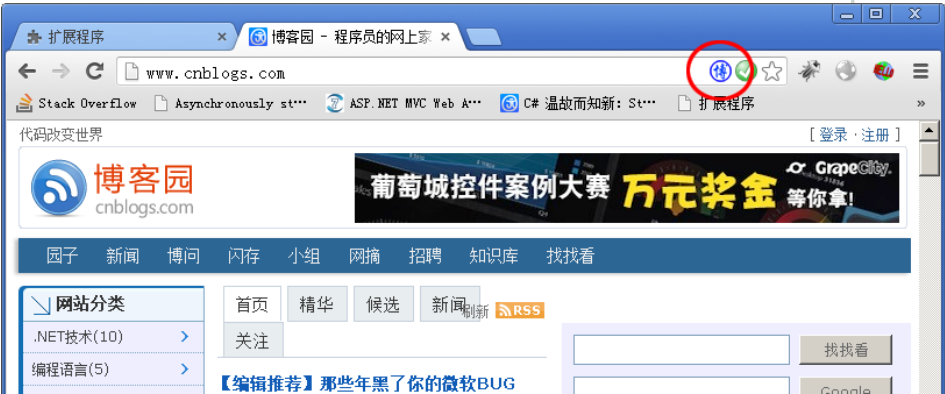 扩展程序
博客园 - 程序员的网上家
www.cnblogs.com
博
Stack Overflow Asynchronously st··· ASP.NET MVC Web A··· C# 温故而知新: St··· 扩展程序 »
代码改变世界
[ 登录 · 注册 ]
博客园
cnblogs.com
葡萄城控件案例大赛 万元奖金 等你拿!
GrapeCity.
园子 新闻 博问 闪存 小组 网摘 招聘 知识库 找找看
网站分类
首页 精华 候选 新闻 刷新 RSS
.NET技术(10)
关注
找找看
编程语言(5)
【编辑推荐】那些年黑了你的微软BUG
Google